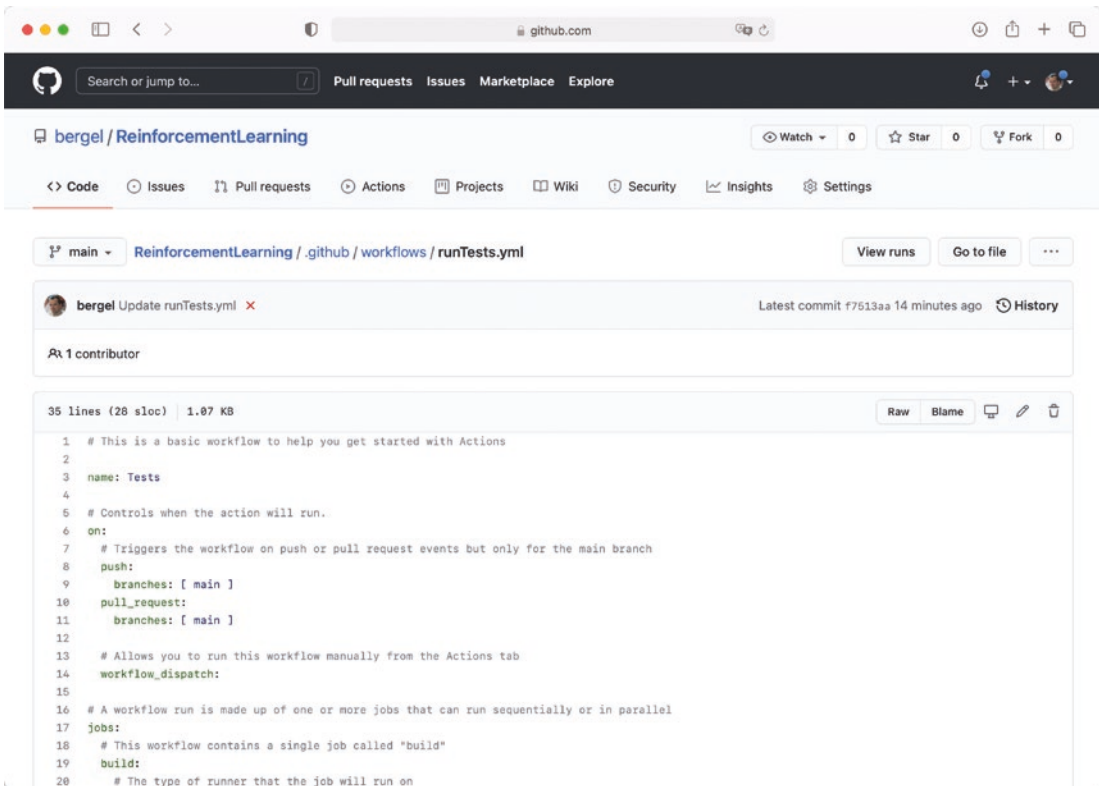 github.com
Search or jump to... / Pull requests Issues Marketplace Explore
bergel / ReinforcementLearning Watch 0 Star 0 Fork 0
<> Code Issues Pull requests Actions Projects Wiki Security Insights Settings
main ReinforcementLearning / .github / workflows / runTests.yml View runs Go to file ...
bergel Update runTests.yml Latest commit f7513aa 14 minutes ago History
1 contributor
35 lines (28 sloc) 1.07 KB Raw Blame
1 # This is a basic workflow to help you get started with Actions
2
3 name: Tests
4
5 # Controls when the action will run.
6 on:
7 # Triggers the workflow on push or pull request events but only for the main branch
8 push:
9 branches: [ main ]
10 pull_request:
11 branches: [ main ]
12
13 # Allows you to run this workflow manually from the Actions tab
14 workflow_dispatch:
15
16 # A workflow run is made up of one or more jobs that can run sequentially or in parallel
17 jobs:
18 # This workflow contains a single job called "build"
19 build:
20 # The type of runner that the job will run on